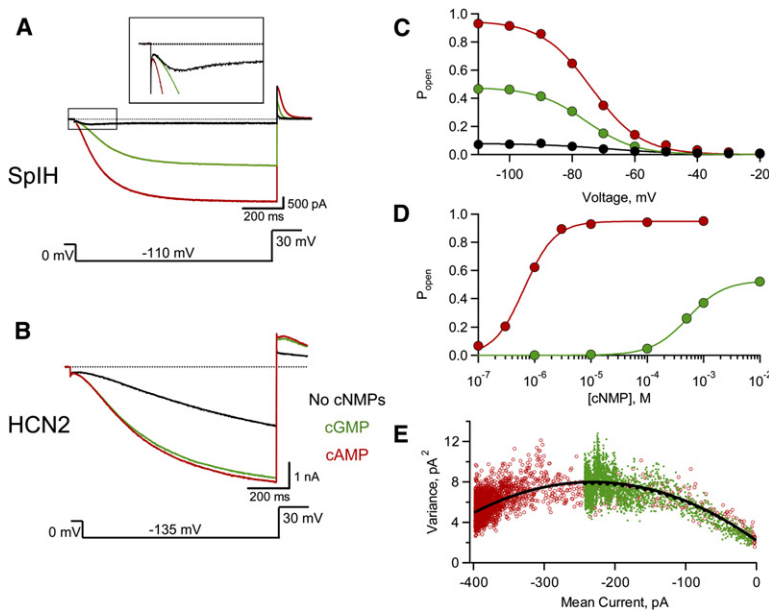 A
SpIH
500 pA
200 ms
0 mV
-110 mV
30 mV
B
HCN2
No cNMPs
cGMP
cAMP
1 nA
200 ms
0 mV
-135 mV
30 mV
C
P open
1.0
0.8
0.6
0.4
0.2
0.0
-100 -80 -60 -40 -20
Voltage, mV
D
P open
1.0
0.8
0.6
0.4
0.2
0.0
10⁻⁷ 10⁻⁶ 10⁻⁵ 10⁻⁴ 10⁻³ 10⁻²
[cNMP], M
E
Variance, pA²
12
8
4
0
-400 -300 -200 -100 0
Mean Current, pA